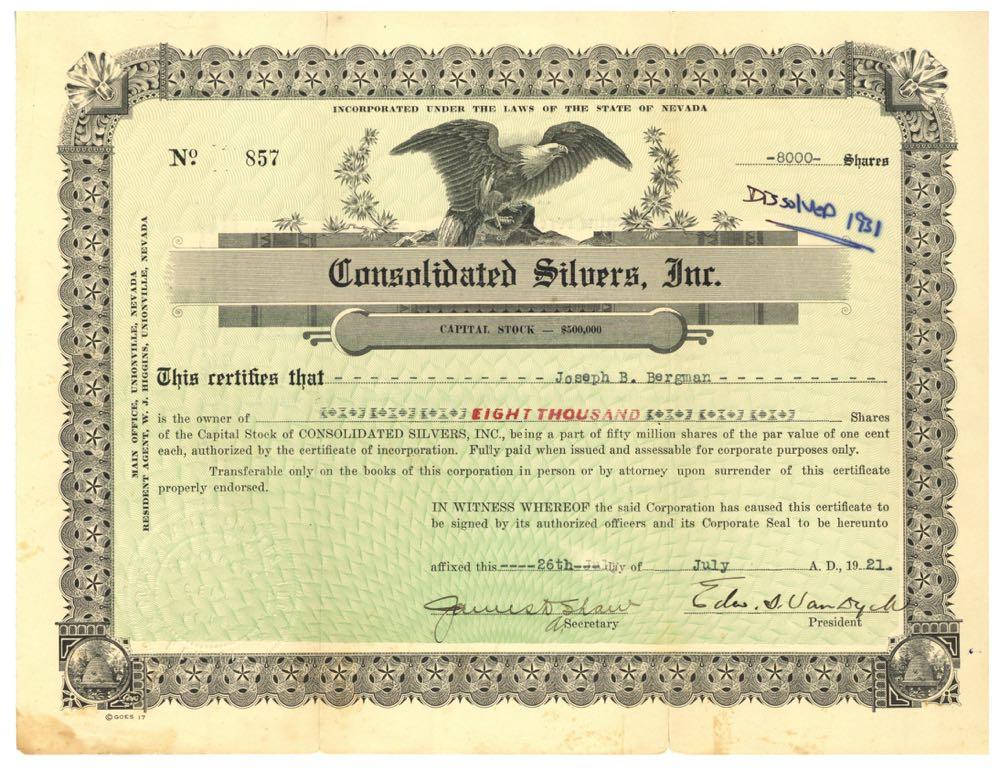 INCORPORATED UNDER THE LAWS OF THE STATE OF NEVADA
Nº 857
-8000- Shares
DISSOLVED 1931
Consolidated Silvers, Inc.
CAPITAL STOCK — $500,000
MAIN OFFICE, UNIONVILLE, NEVADA
RESIDENT AGENT, W. J. HIGGINS, UNIONVILLE, NEVADA
This certifies that - - - - - - - - - - - - - Joseph B. Bergman - - - - - - - - - -
is the owner of EIGHT THOUSAND Shares
of the Capital Stock of CONSOLIDATED SILVERS, INC., being a part of fifty million shares of the par value of one cent
each, authorized by the certificate of incorporation. Fully paid when issued and assessable for corporate purposes only.
Transferable only on the books of this corporation in person or by attorney upon surrender of this certificate
properly endorsed.
IN WITNESS WHEREOF the said Corporation has caused this certificate to
be signed by its authorized officers and its Corporate Seal to be hereunto
affixed this ----26th of July A. D., 1921.
James D Shaw
Edw. D. Van Dyck
Secretary
President
© GOES 17